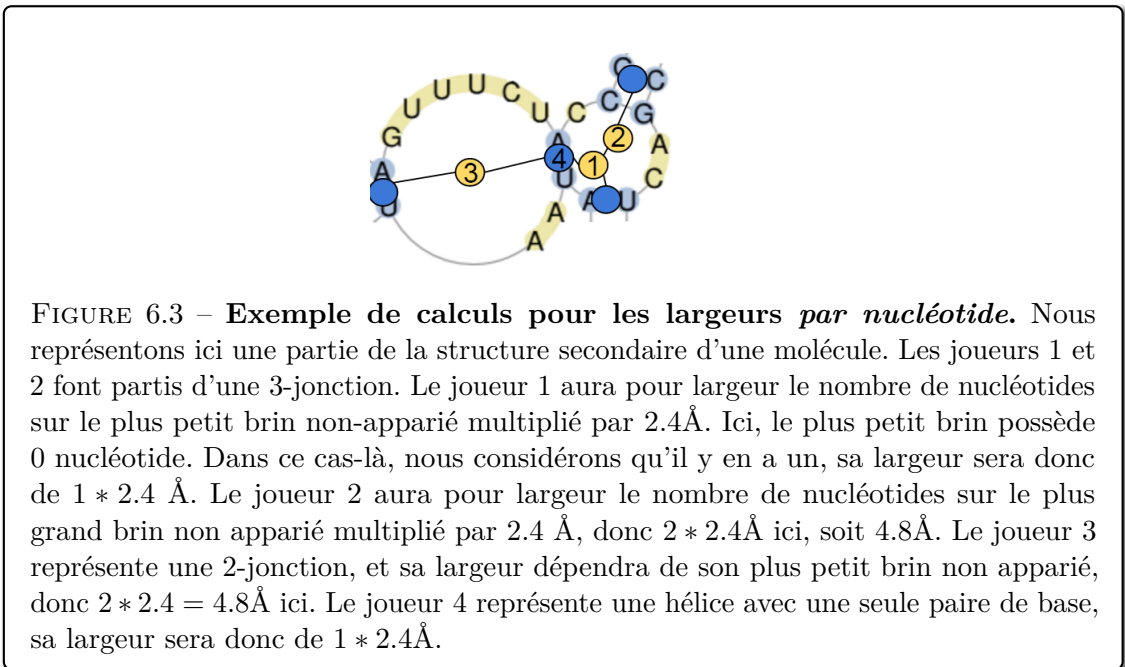 G U U U C U A C C C C G A C U A U A A A U
3 4 1 2
FIGURE 6.3 – Exemple de calculs pour les largeurs par nucléotide. Nous
représentons ici une partie de la structure secondaire d'une molécule. Les joueurs 1 et
2 font partis d'une 3-jonction. Le joueur 1 aura pour largeur le nombre de nucléotides
sur le plus petit brin non-apparié multiplié par 2.4Å. Ici, le plus petit brin possède
0 nucléotide. Dans ce cas-là, nous considérons qu'il y en a un, sa largeur sera donc
de 1 ∗ 2.4 Å. Le joueur 2 aura pour largeur le nombre de nucléotides sur le plus
grand brin non apparié multiplié par 2.4 Å, donc 2 ∗ 2.4Å ici, soit 4.8Å. Le joueur 3
représente une 2-jonction, et sa largeur dépendra de son plus petit brin non apparié,
donc 2 ∗ 2.4 = 4.8Å ici. Le joueur 4 représente une hélice avec une seule paire de base,
sa largeur sera donc de 1 ∗ 2.4Å.